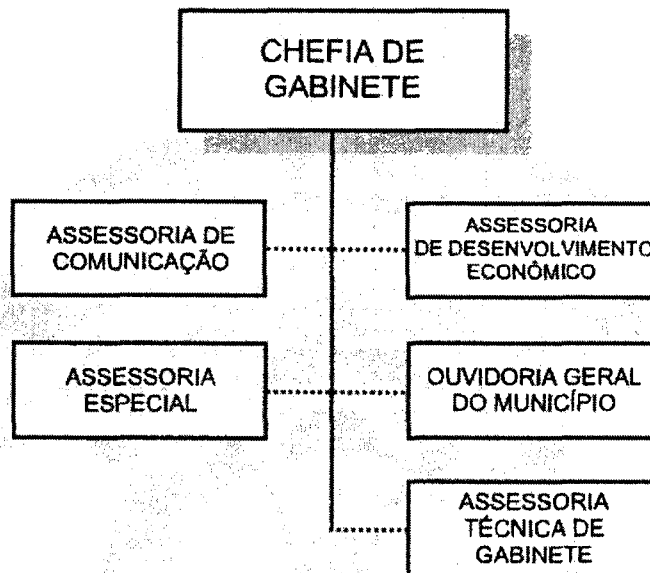 CHEFIA DE
GABINETE
ASSESSORIA DE
COMUNICAÇÃO
ASSESSORIA
DE DESENVOLVIMENTO
ECONÔMICO
ASSESSORIA
ESPECIAL
OUVIDORIA GERAL
DO MUNICÍPIO
ASSESSORIA
TÉCNICA DE
GABINETE